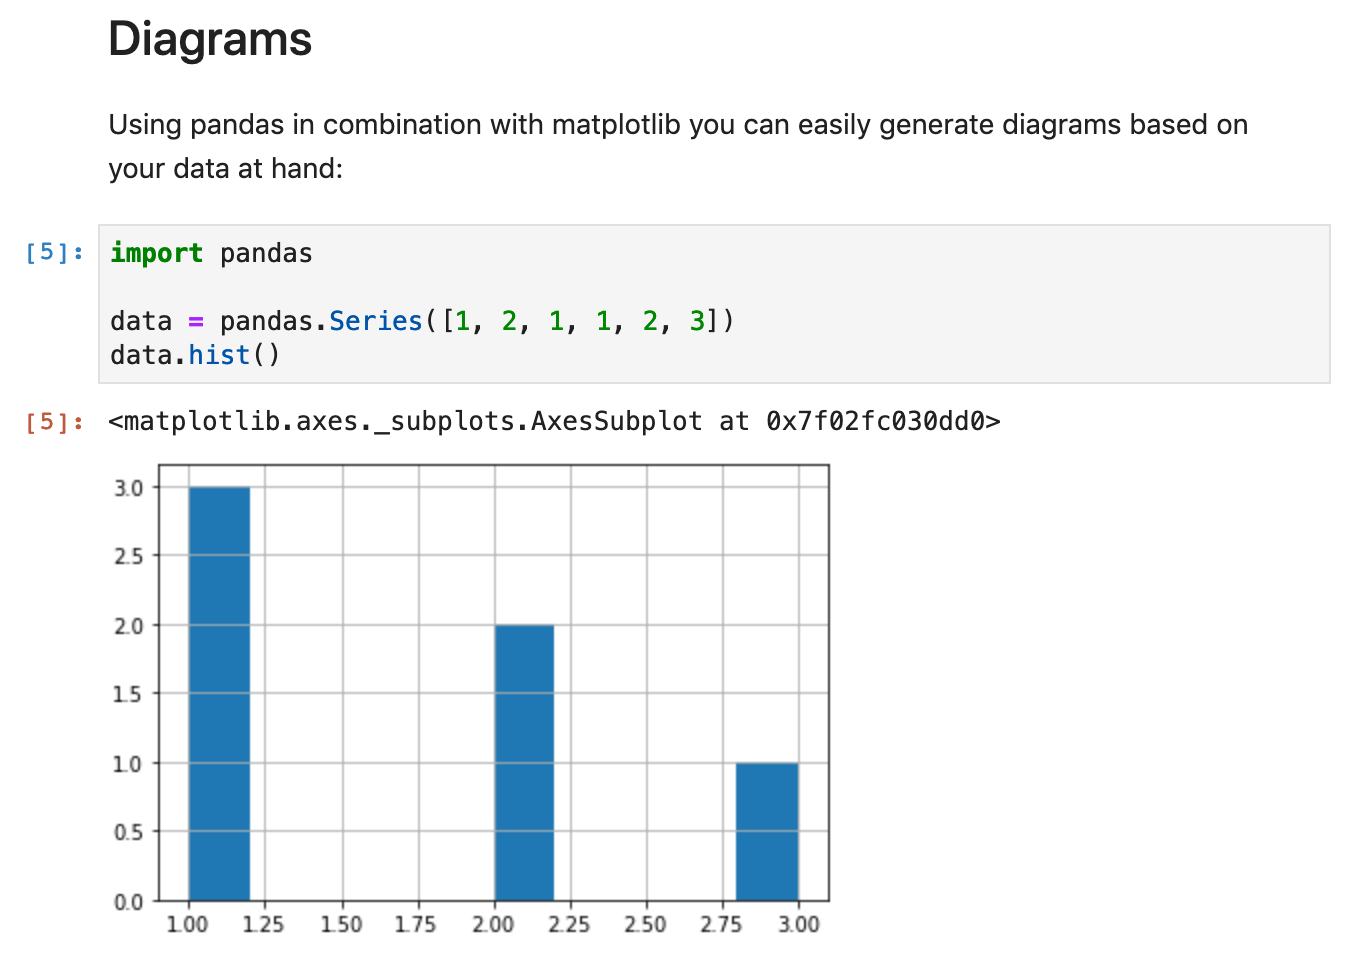 Diagrams
Using pandas in combination with matplotlib you can easily generate diagrams based on
your data at hand:
[5]: import pandas
data = pandas.Series([1, 2, 1, 1, 2, 3])
data.hist()
[5]: <matplotlib.axes._subplots.AxesSubplot at 0x7f02fc030dd0>
3.0
2.5
2.0
1.5
1.0
0.5
0.0
1.00 1.25 1.50 1.75 2.00 2.25 2.50 2.75 3.00